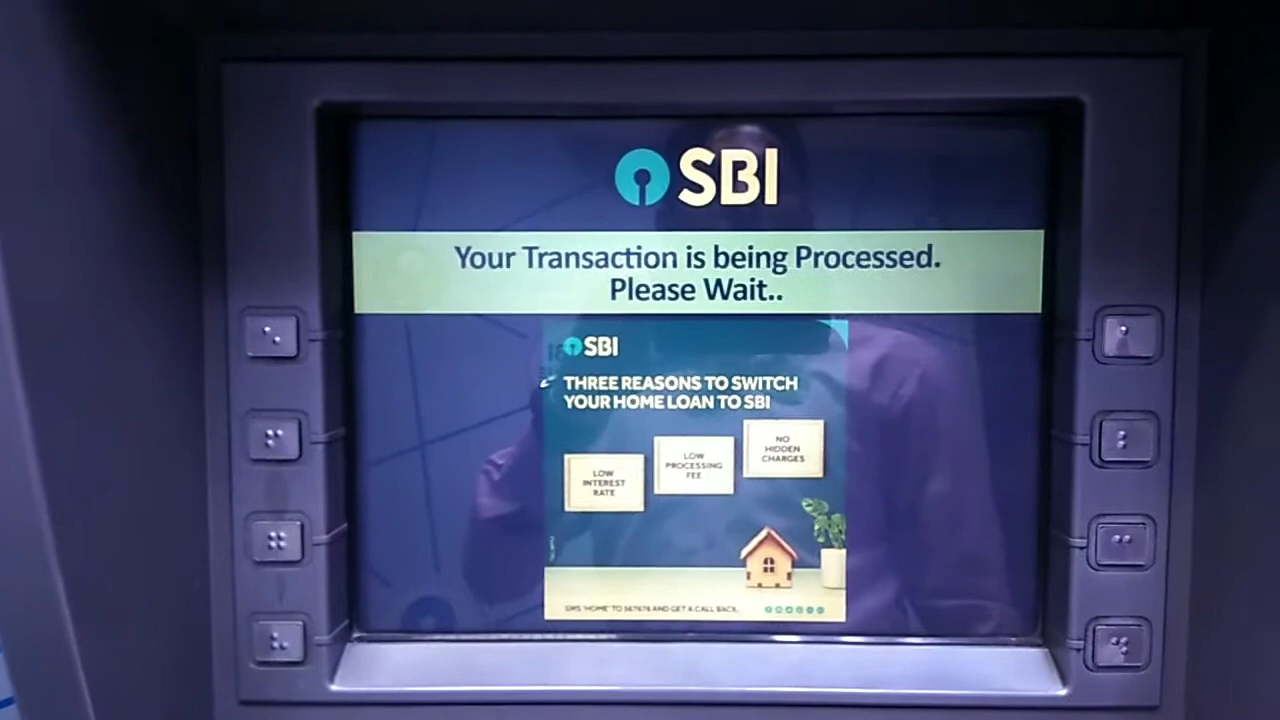 SBI
Your Transaction is being Processed.
Please Wait..
SBI
THREE REASONS TO SWITCH
YOUR HOME LOAN TO SBI
LOW
INTEREST
RATE
LOW
PROCESSING
FEE
NO
HIDDEN
CHARGES
SMS 'HOME' TO 567676 AND GET A CALL BACK.